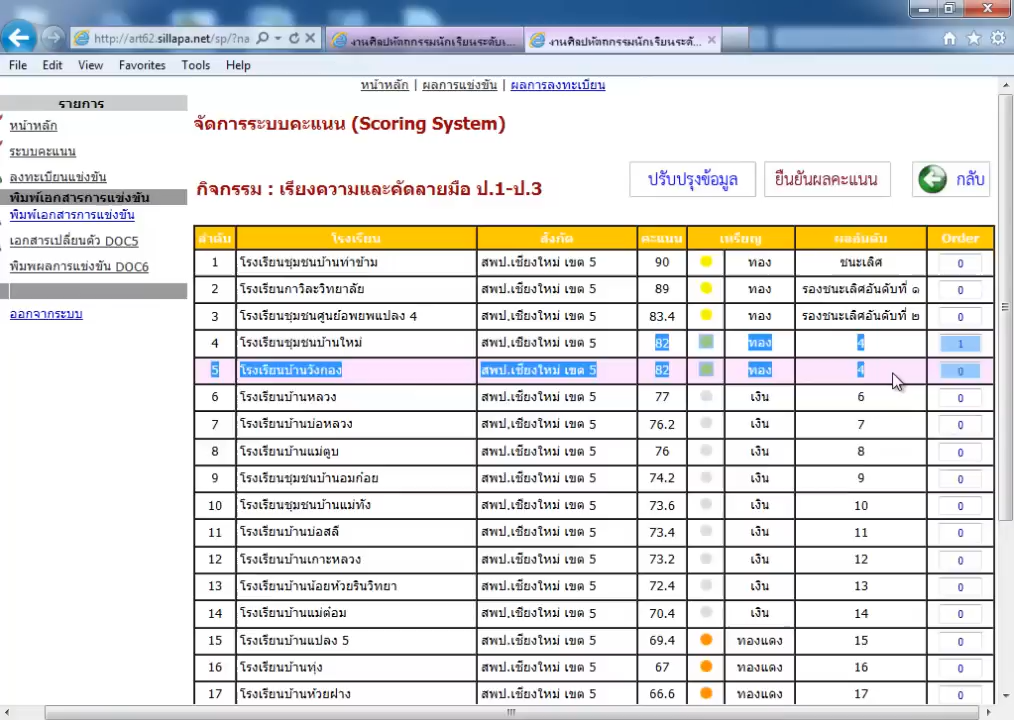 http://art62.sillapa.net/sp/?na
งานศิลปหัตถกรรมนักเรียนระดับ...
งานศิลปหัตถกรรมนักเรียนระดั...
File Edit View Favorites Tools Help
หน้าหลัก | ผลการแข่งขัน | ผลการลงทะเบียน
รายการ
หน้าหลัก
ระบบคะแนน
ลงทะเบียนแข่งขัน
พิมพ์เอกสารการแข่งขัน
พิมพ์เอกสารการแข่งขัน
เอกสารเปลี่ยนตัว DOC5
พิมพผลการแข่งขัน DOC6
ออกจากระบบ
จัดการระบบคะแนน (Scoring System)
กิจกรรม : เรียงความและคัดลายมือ ป.1-ป.3
ปรับปรุงข้อมูล ยืนยันผลคะแนน กลับ
ลำดับ โรงเรียน สังกัด คะแนน เหรียญ ผลอันดับ Order
1 โรงเรียนชุมชนบ้านท่าข้าม สพป.เชียงใหม่ เขต 5 90 ทอง ชนะเลิศ 0
2 โรงเรียนกาวิละวิทยาลัย สพป.เชียงใหม่ เขต 5 89 ทอง รองชนะเลิศอันดับที่ ๑ 0
3 โรงเรียนชุมชนศูนย์อพยพแปลง 4 สพป.เชียงใหม่ เขต 5 83.4 ทอง รองชนะเลิศอันดับที่ ๒ 0
4 โรงเรียนชุมชนบ้านใหม่ สพป.เชียงใหม่ เขต 5 82 ทอง 4 1
5 โรงเรียนบ้านวังกอง สพป.เชียงใหม่ เขต 5 82 ทอง 4 0
6 โรงเรียนบ้านหลวง สพป.เชียงใหม่ เขต 5 77 เงิน 6 0
7 โรงเรียนบ้านบ่อหลวง สพป.เชียงใหม่ เขต 5 76.2 เงิน 7 0
8 โรงเรียนบ้านแม่ตูบ สพป.เชียงใหม่ เขต 5 76 เงิน 8 0
9 โรงเรียนชุมชนบ้านอมก๋อย สพป.เชียงใหม่ เขต 5 74.2 เงิน 9 0
10 โรงเรียนชุมชนบ้านแม่ทัง สพป.เชียงใหม่ เขต 5 73.6 เงิน 10 0
11 โรงเรียนบ้านบ่อสลี สพป.เชียงใหม่ เขต 5 73.4 เงิน 11 0
12 โรงเรียนบ้านเกาะหลวง สพป.เชียงใหม่ เขต 5 73.2 เงิน 12 0
13 โรงเรียนบ้านน้อยห้วยรินวิทยา สพป.เชียงใหม่ เขต 5 72.4 เงิน 13 0
14 โรงเรียนบ้านแม่ต๋อม สพป.เชียงใหม่ เขต 5 70.4 เงิน 14 0
15 โรงเรียนบ้านแปลง 5 สพป.เชียงใหม่ เขต 5 69.4 ทองแดง 15 0
16 โรงเรียนบ้านทุ่ง สพป.เชียงใหม่ เขต 5 67 ทองแดง 16 0
17 โรงเรียนบ้านห้วยฝาง สพป.เชียงใหม่ เขต 5 66.6 ทองแดง 17 0